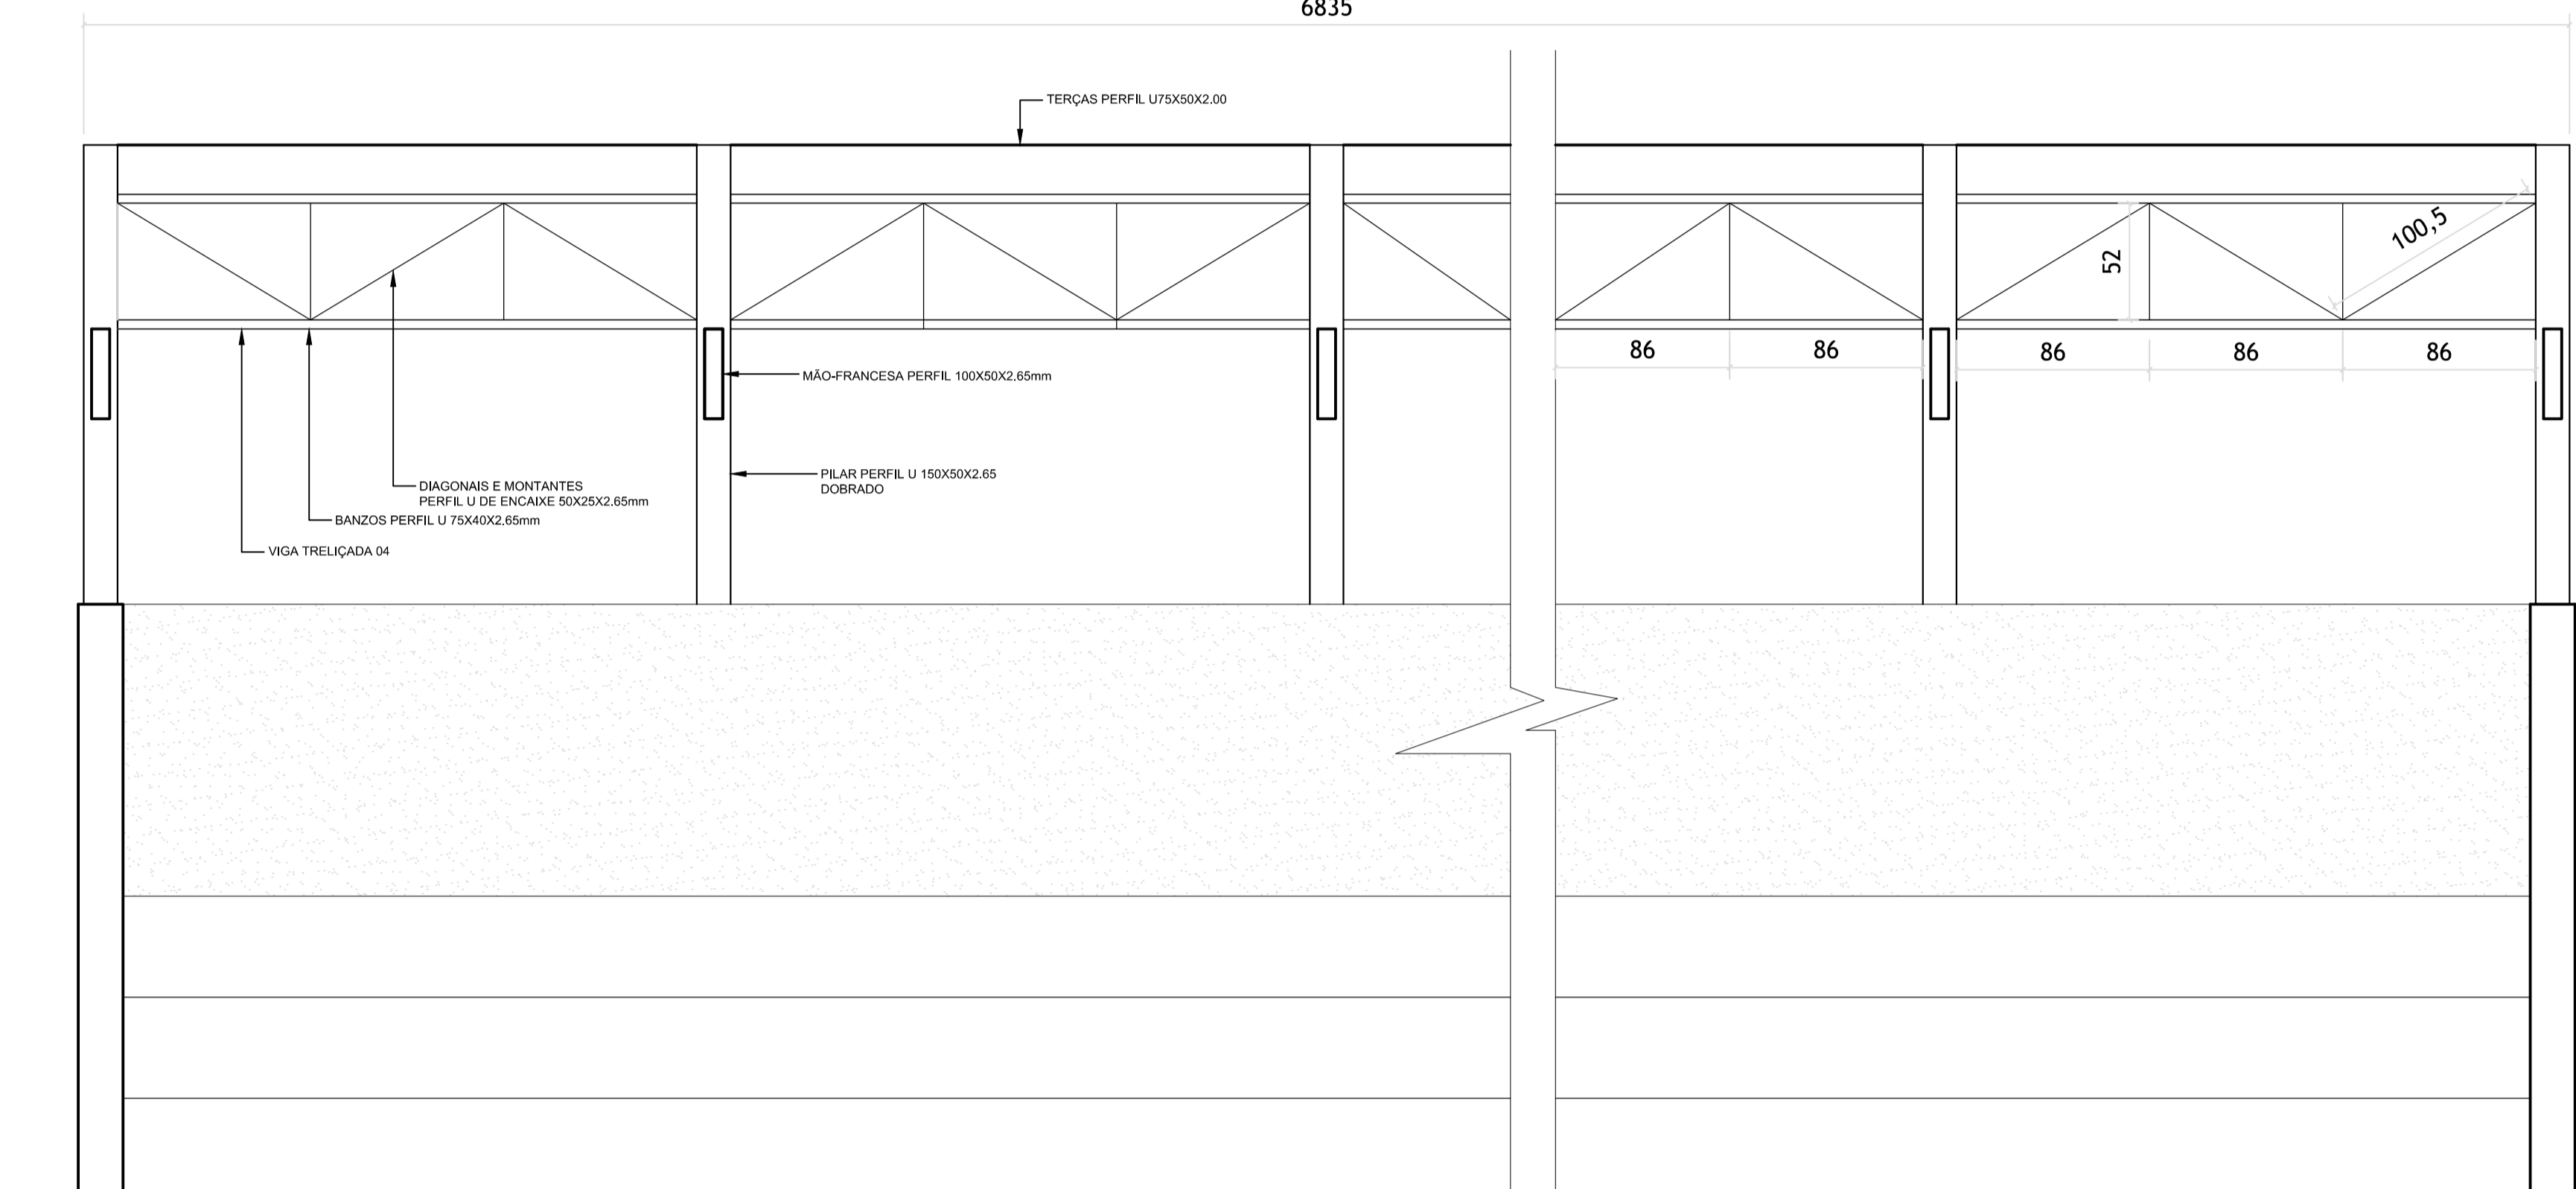 6835
TERÇAS PERFIL U75X50X2.00
100,5
52
86
86
86
86
86
MÃO-FRANCESA PERFIL 100X50X2.65mm
PILAR PERFIL U 150X50X2.65
DOBRADO
DIAGONAIS E MONTANTES
PERFIL U DE ENCAIXE 50X25X2.65mm
BANZOS PERFIL U 75X40X2.65mm
VIGA TRELIÇADA 04